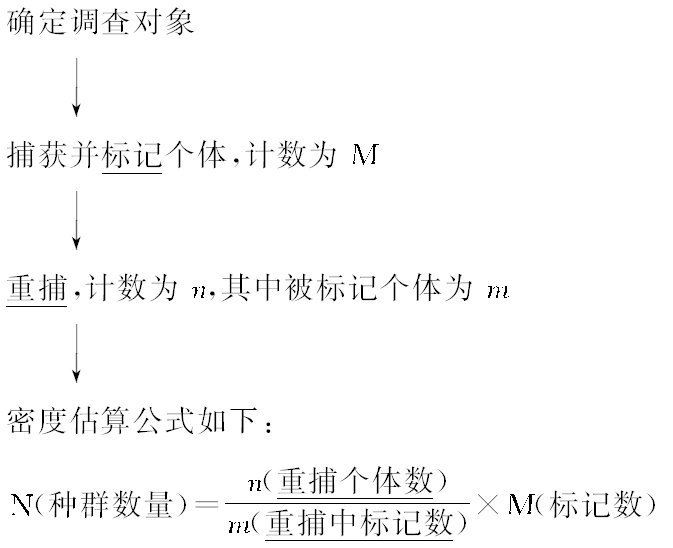 确定调查对象
捕获并标记个体,计数为 M
重捕,计数为 n,其中被标记个体为 m
密度估算公式如下:
N(种群数量)=n(重捕个体数)/m(重捕中标记数)×M(标记数)